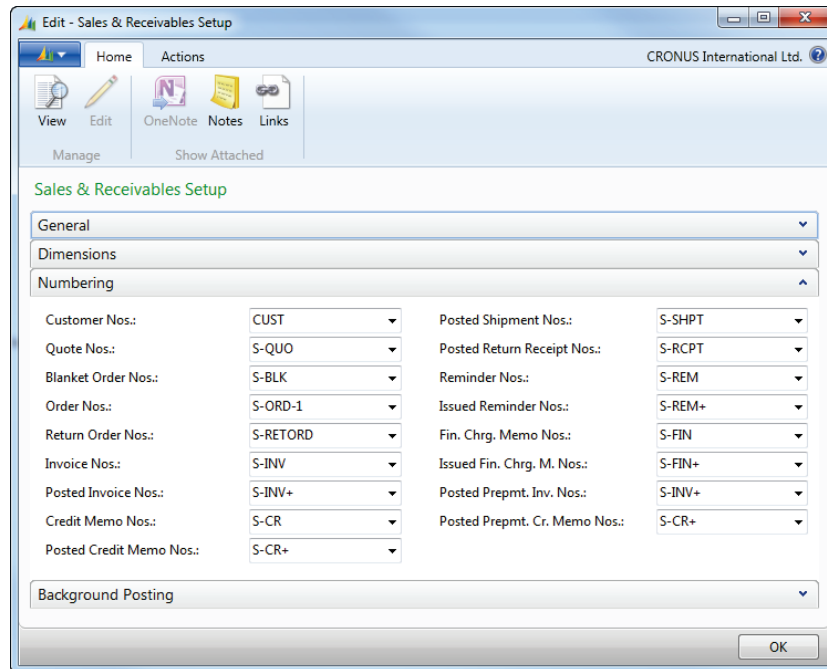 Edit - Sales & Receivables Setup
Home Actions CRONUS International Ltd.
View Edit OneNote Notes Links
Manage Show Attached
Sales & Receivables Setup
General
Dimensions
Numbering
Customer Nos.: CUST Posted Shipment Nos.: S-SHPT
Quote Nos.: S-QUO Posted Return Receipt Nos.: S-RCPT
Blanket Order Nos.: S-BLK Reminder Nos.: S-REM
Order Nos.: S-ORD-1 Issued Reminder Nos.: S-REM+
Return Order Nos.: S-RETORD Fin. Chrg. Memo Nos.: S-FIN
Invoice Nos.: S-INV Issued Fin. Chrg. M. Nos.: S-FIN+
Posted Invoice Nos.: S-INV+ Posted Prepmt. Inv. Nos.: S-INV+
Credit Memo Nos.: S-CR Posted Prepmt. Cr. Memo Nos.: S-CR+
Posted Credit Memo Nos.: S-CR+
Background Posting
OK